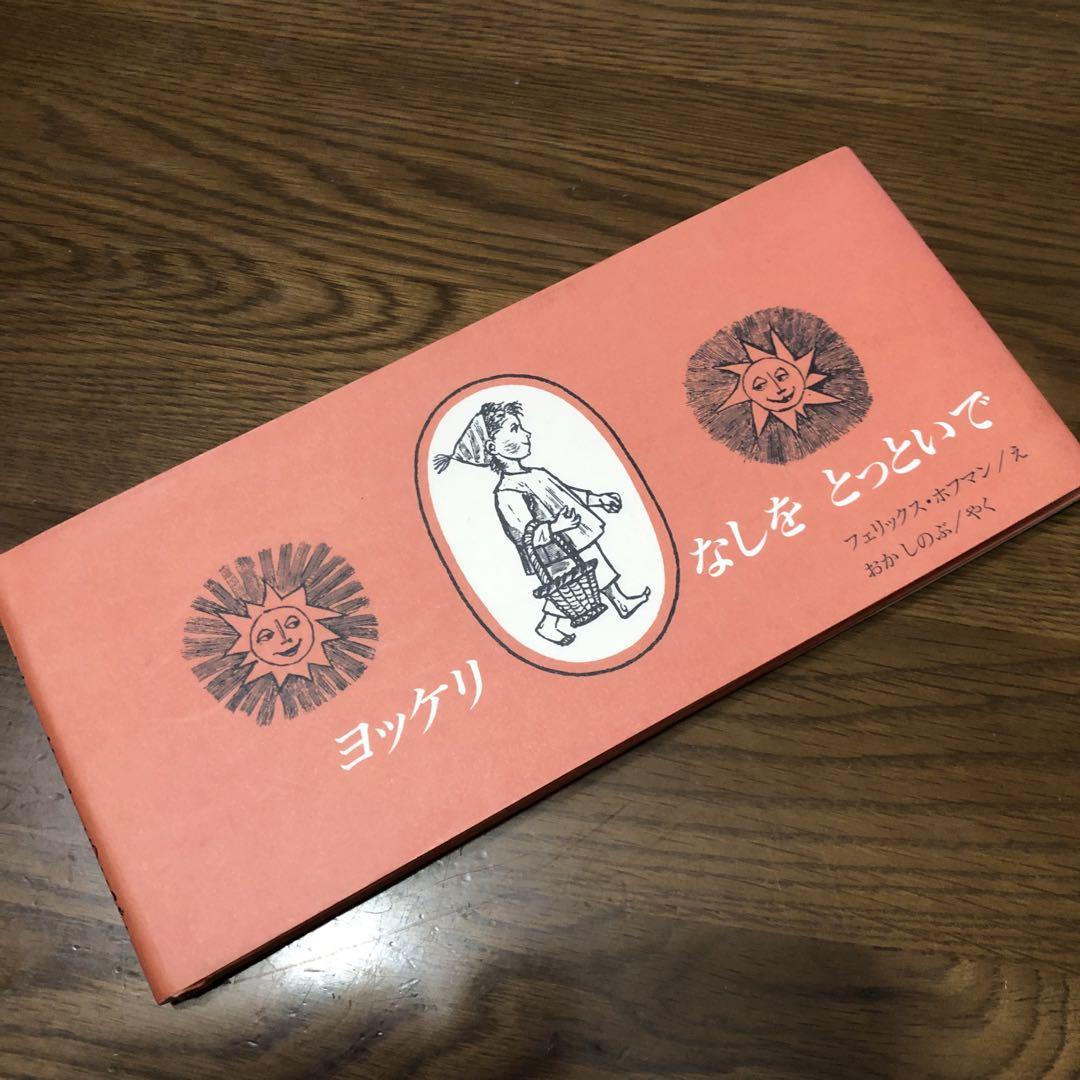 ヨッケリ なしを とっといで
フェリックス・ホフマン/え
おかしのぶ/やく